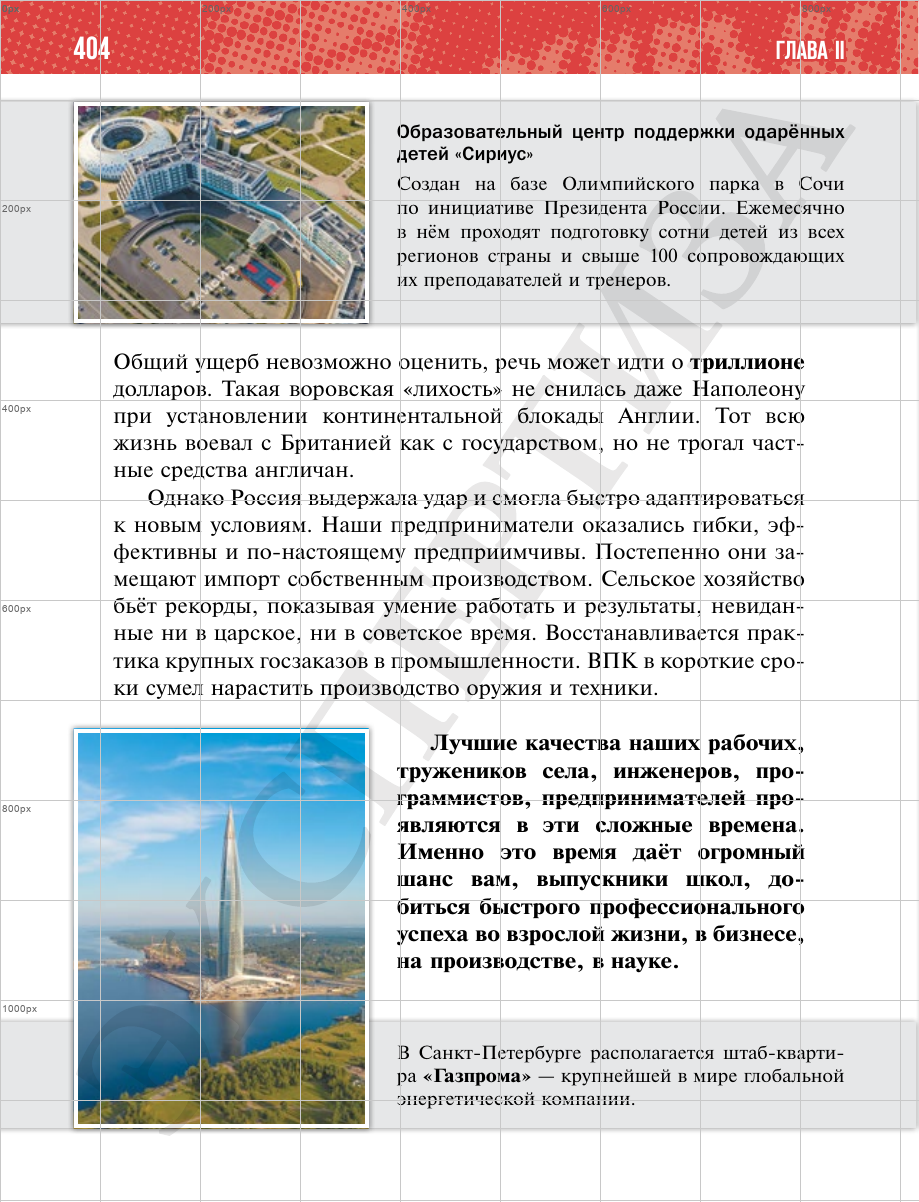 404
ГЛАВА II
Образовательный центр поддержки одарённых
детей «Сириус»
Создан на базе Олимпийского парка в Сочи
по инициативе Президента России. Ежемесячно
в нём проходят подготовку сотни детей из всех
регионов страны и свыше 100 сопровождающих
их преподавателей и тренеров.
Общий ущерб невозможно оценить, речь может идти о триллионе
долларов. Такая воровская «лихость» не снилась даже Наполеону
при установлении континентальной блокады Англии. Тот всю
жизнь воевал с Британией как с государством, но не трогал част-
ные средства англичан.
Однако Россия выдержала удар и смогла быстро адаптироваться
к новым условиям. Наши предприниматели оказались гибки, эф-
фективны и по-настоящему предприимчивы. Постепенно они за-
мещают импорт собственным производством. Сельское хозяйство
бьёт рекорды, показывая умение работать и результаты, невидан-
ные ни в царское, ни в советское время. Восстанавливается прак-
тика крупных госзаказов в промышленности. ВПК в короткие сро-
ки сумел нарастить производство оружия и техники.
Лучшие качества наших рабочих,
тружеников села, инженеров, про-
граммистов, предпринимателей про-
являются в эти сложные времена.
Именно это время даёт огромный
шанс вам, выпускники школ, до-
биться быстрого профессионального
успеха во взрослой жизни, в бизнесе,
на производстве, в науке.
В Санкт-Петербурге располагается штаб-кварти-
ра «Газпрома» — крупнейшей в мире глобальной
энергетической компании.
ЭКСПЕРТИЗА
200px
400px
600px
800px
1000px